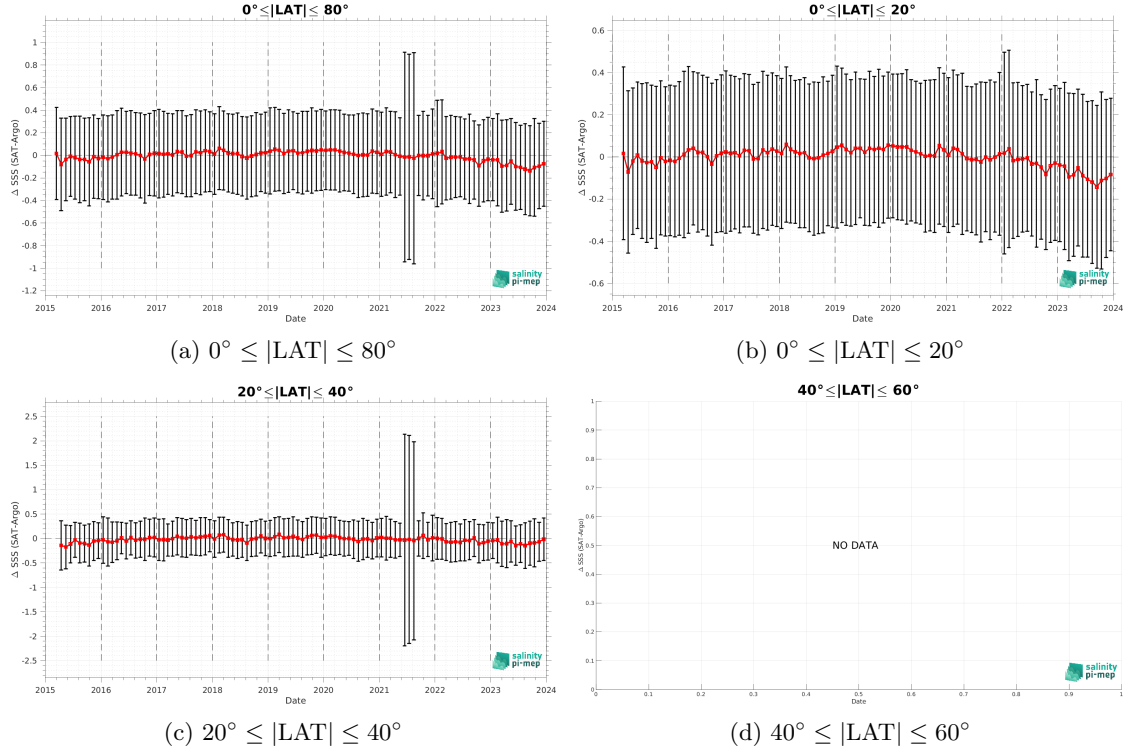 0°≤|LAT|≤ 80°
Δ SSS (SAT-Argo)
1
0.8
0.6
0.4
0.2
0
-0.2
-0.4
-0.6
-0.8
-1
-1.2
2015 2016 2017 2018 2019 2020 2021 2022 2023 2024
Date
salinity
pi-mep
(a) 0° ≤ |LAT| ≤ 80°
0°≤|LAT|≤ 20°
Δ SSS (SAT-Argo)
0.6
0.4
0.2
0
-0.2
-0.4
-0.6
2015 2016 2017 2018 2019 2020 2021 2022 2023 2024
Date
salinity
pi-mep
(b) 0° ≤ |LAT| ≤ 20°
20°≤|LAT|≤ 40°
Δ SSS (SAT-Argo)
2.5
2
1.5
1
0.5
0
-0.5
-1
-1.5
-2
-2.5
2015 2016 2017 2018 2019 2020 2021 2022 2023 2024
Date
salinity
pi-mep
(c) 20° ≤ |LAT| ≤ 40°
40°≤|LAT|≤ 60°
Δ SSS (SAT-Argo)
1
0.9
0.8
0.7
0.6
0.5
0.4
0.3
0.2
0.1
0
NO DATA
0 0.1 0.2 0.3 0.4 0.5 0.6 0.7 0.8 0.9 1
Date
salinity
pi-mep
(d) 40° ≤ |LAT| ≤ 60°